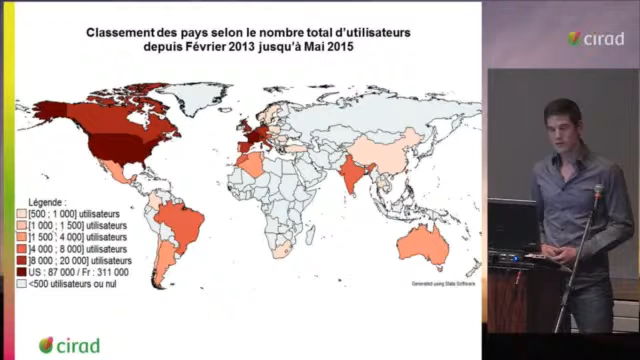 Classement des pays selon le nombre total d'utilisateurs
depuis Février 2013 jusqu'à Mai 2015
cirad
Légende :
[500 ; 1 000] utilisateurs
]1 000 ; 1 500] utilisateurs
]1 500 ; 4 000] utilisateurs
]4 000 ; 8 000] utilisateurs
]8 000 ; 20 000] utilisateurs
US : 87 000 / Fr : 311 000
<500 utilisateurs ou nul
Generated using Stata Software
cirad